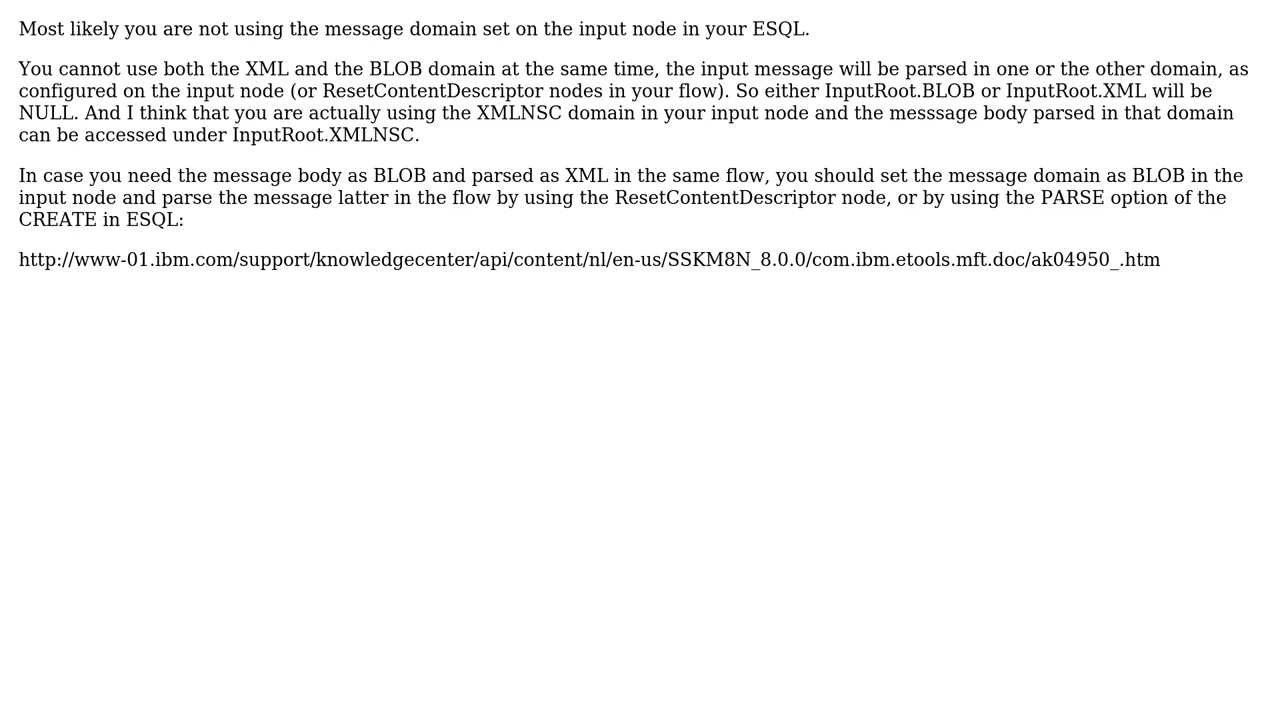 Most likely you are not using the message domain set on the input node in your ESQL.
You cannot use both the XML and the BLOB domain at the same time, the input message will be parsed in one or the other domain, as
configured on the input node (or ResetContentDescriptor nodes in your flow). So either InputRoot.BLOB or InputRoot.XML will be
NULL. And I think that you are actually using the XMLNSC domain in your input node and the messsage body parsed in that domain
can be accessed under InputRoot.XMLNSC.
In case you need the message body as BLOB and parsed as XML in the same flow, you should set the message domain as BLOB in the
input node and parse the message latter in the flow by using the ResetContentDescriptor node, or by using the PARSE option of the
CREATE in ESQL:
http://www-01.ibm.com/support/knowledgecenter/api/content/nl/en-us/SSKM8N_8.0.0/com.ibm.etools.mft.doc/ak04950_.htm